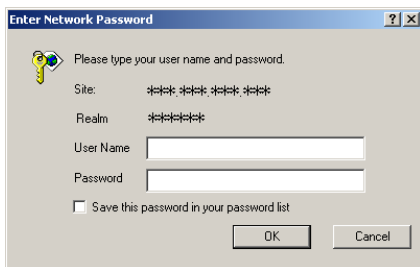 Enter Network Password
Please type your user name and password.
Site: ***.***.***.***
Realm ******
User Name
Password
Save this password in your password list
OK Cancel